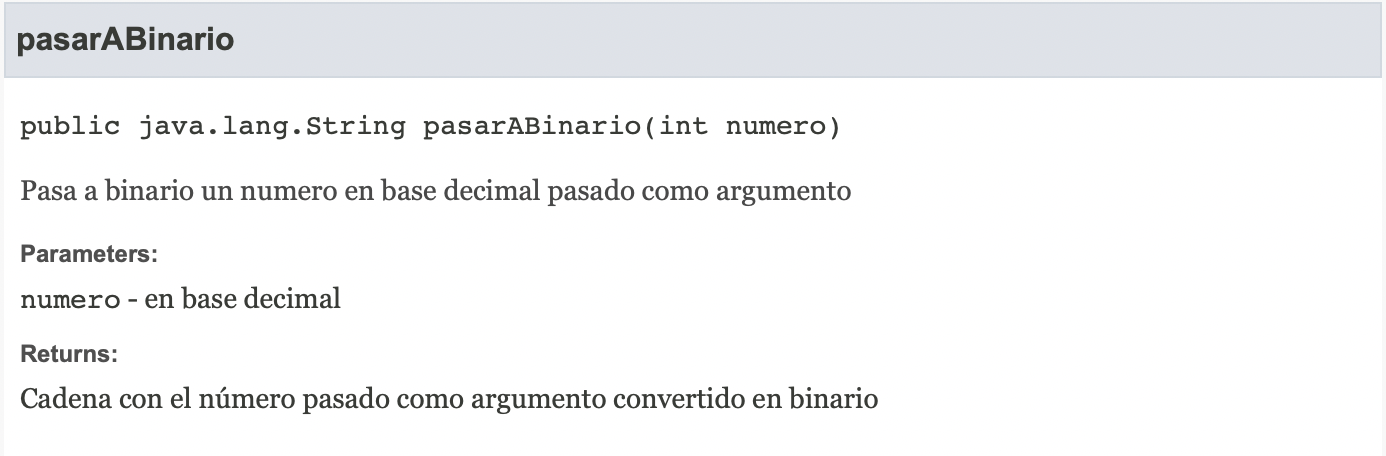 pasarABinario
public java.lang.String pasarABinario(int numero)
Pasa a binario un numero en base decimal pasado como argumento
Parameters:
numero - en base decimal
Returns:
Cadena con el número pasado como argumento convertido en binario